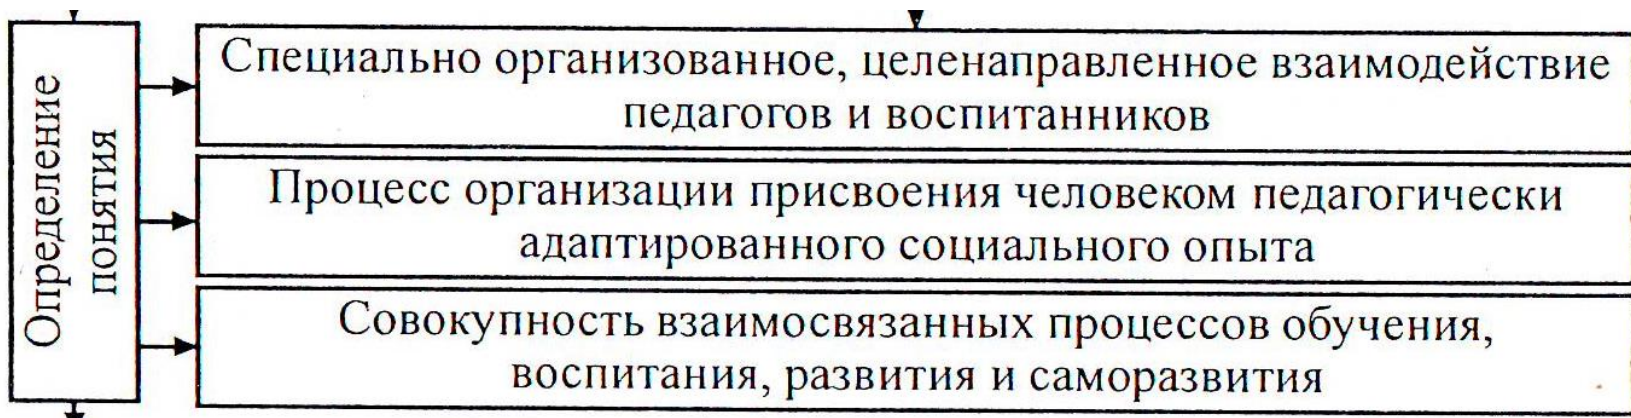 Определение
понятия
Специально организованное, целенаправленное взаимодействие
педагогов и воспитанников
Процесс организации присвоения человеком педагогически
адаптированного социального опыта
Совокупность взаимосвязанных процессов обучения,
воспитания, развития и саморазвития